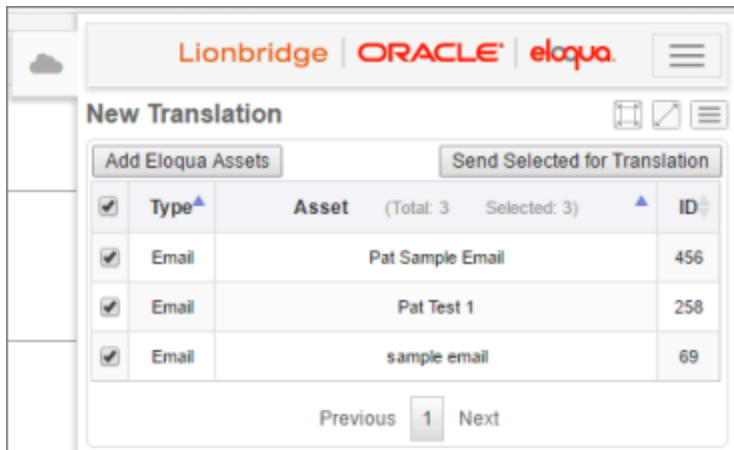 Lionbridge | ORACLE | eloqua.
New Translation
Add Eloqua Assets Send Selected for Translation
Type Asset (Total: 3 Selected: 3) ID
Email Pat Sample Email 456
Email Pat Test 1 258
Email sample email 69
Previous 1 Next